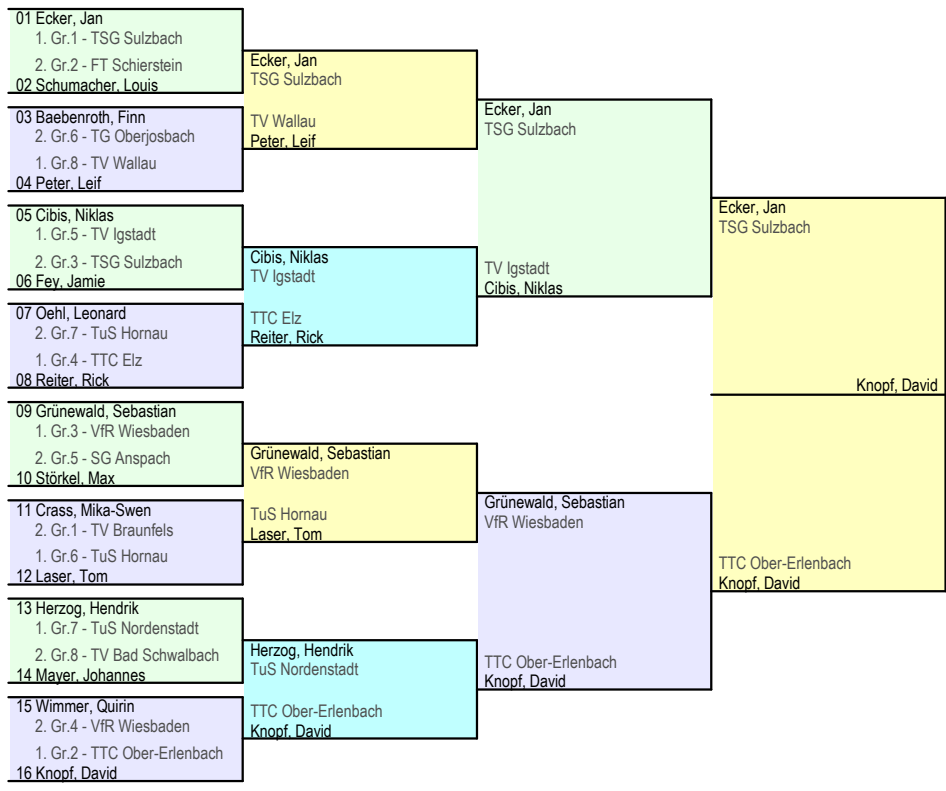 01 Ecker, Jan
1. Gr.1 - TSG Sulzbach
2. Gr.2 - FT Schierstein
02 Schumacher, Louis
03 Baebenroth, Finn
2. Gr.6 - TG Oberjosbach
1. Gr.8 - TV Wallau
04 Peter, Leif
05 Cibis, Niklas
1. Gr.5 - TV Igstadt
2. Gr.3 - TSG Sulzbach
06 Fey, Jamie
07 Oehl, Leonard
2. Gr.7 - TuS Hornau
1. Gr.4 - TTC Elz
08 Reiter, Rick
09 Grünewald, Sebastian
1. Gr.3 - VfR Wiesbaden
2. Gr.5 - SG Anspach
10 Störkel, Max
11 Crass, Mika-Swen
2. Gr.1 - TV Braunfels
1. Gr.6 - TuS Hornau
12 Laser, Tom
13 Herzog, Hendrik
1. Gr.7 - TuS Nordenstadt
2. Gr.8 - TV Bad Schwalbach
14 Mayer, Johannes
15 Wimmer, Quirin
2. Gr.4 - VfR Wiesbaden
1. Gr.2 - TTC Ober-Erlenbach
16 Knopf, David
Ecker, Jan
TSG Sulzbach
TV Wallau
Peter, Leif
Cibis, Niklas
TV Igstadt
TTC Elz
Reiter, Rick
Grünewald, Sebastian
VfR Wiesbaden
TuS Hornau
Laser, Tom
Herzog, Hendrik
TuS Nordenstadt
TTC Ober-Erlenbach
Knopf, David
Ecker, Jan
TSG Sulzbach
TV Igstadt
Cibis, Niklas
Grünewald, Sebastian
VfR Wiesbaden
TTC Ober-Erlenbach
Knopf, David
Ecker, Jan
TSG Sulzbach
TTC Ober-Erlenbach
Knopf, David
Knopf, David